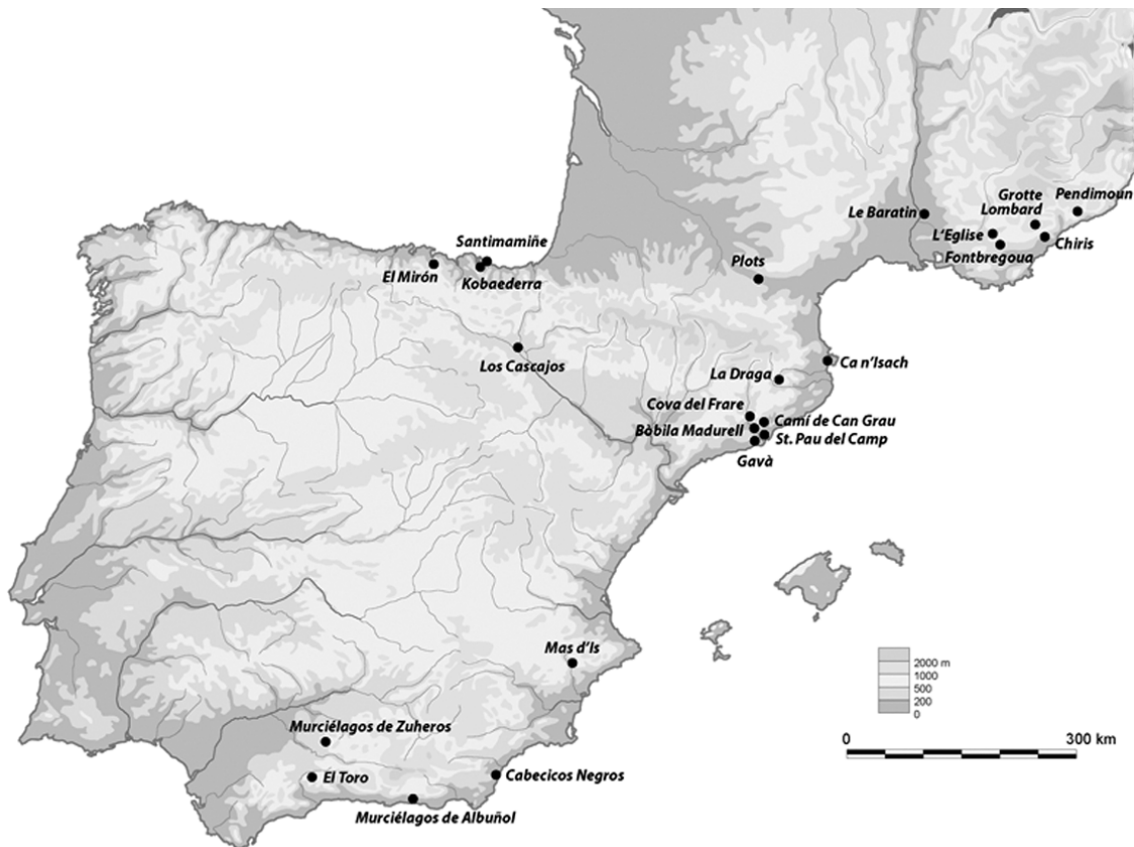 Pendimoun
Grotte
Lombard
Le Baratin
L'Eglise
Chiris
Fontbregoua
Santimamiñe
El Mirón
Kobaederra
Plots
Los Cascajos
Ca n'Isach
La Draga
Cova del Frare
Camí de Can Grau
Bòbila Madurell
St. Pau del Camp
Gavà
Mas d'Is
2000 m
1000
500
200
0
Murciélagos de Zuheros
0 300 km
El Toro
Cabecicos Negros
Murciélagos de Albuñol